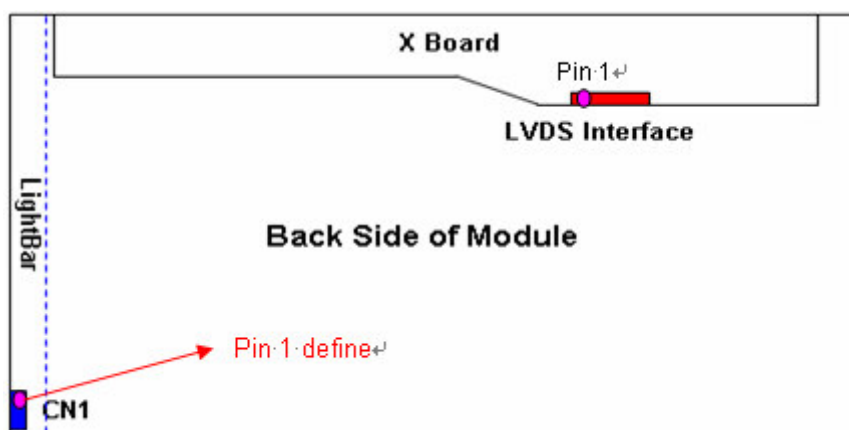 X Board
Pin·1↵
LVDS Interface
LightBar
Back Side of Module
Pin·1·define↵
CN1